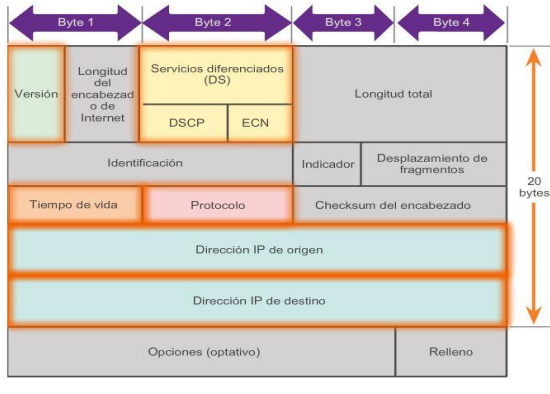 Byte 1 Byte 2 Byte 3 Byte 4
Versión
Longitud
del
encabezad
o de
Internet
Servicios diferenciados
(DS)
DSCP ECN
Longitud total
Identificación
Indicador
Desplazamiento de
fragmentos
20
bytes
Tiempo de vida Protocolo Checksum del encabezado
Dirección IP de origen
Dirección IP de destino
Opciones (optativo) Relleno